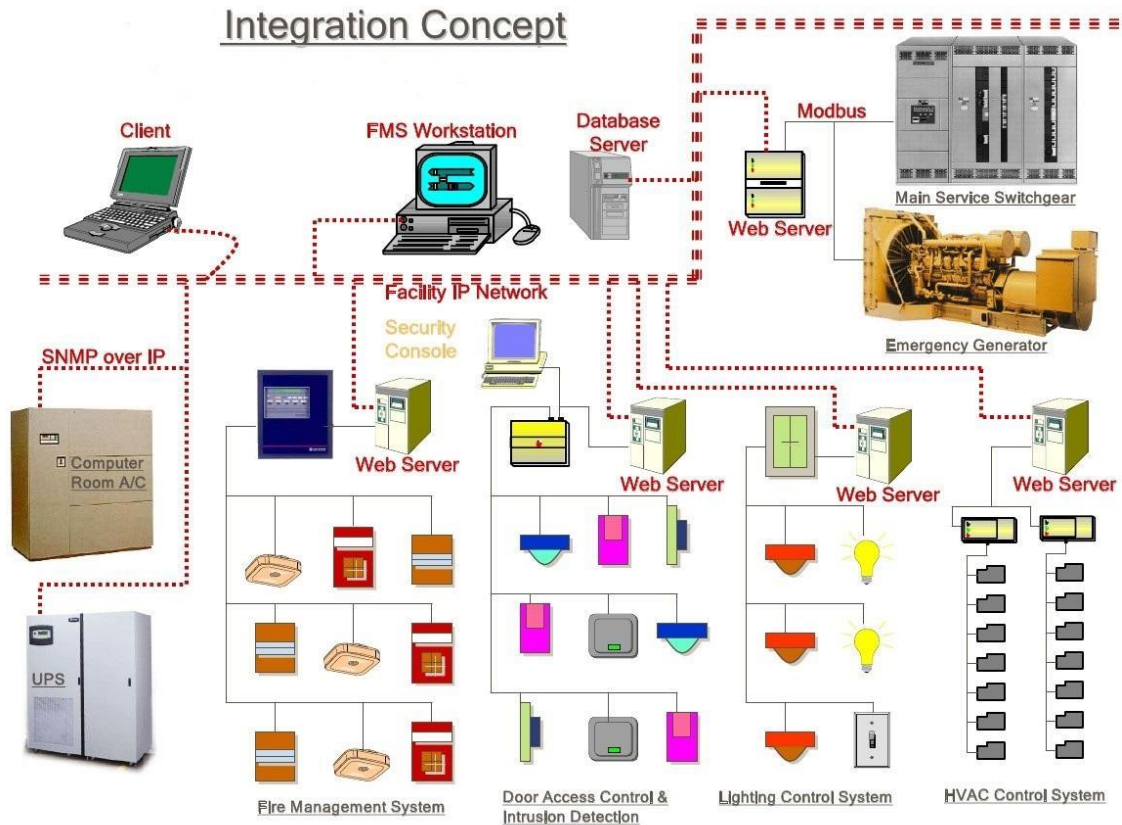 Integration Concept
Client
FMS Workstation
Database
Server
Modbus
Main Service Switchgear
Web Server
Facility IP Network
Emergency Generator
Security
Console
SNMP over IP
Computer
Room A/C
Web Server
Web Server
Web Server
Web Server
UPS
Fire Management System
Door Access Control &
Intrusion Detection
Lighting Control System
HVAC Control System